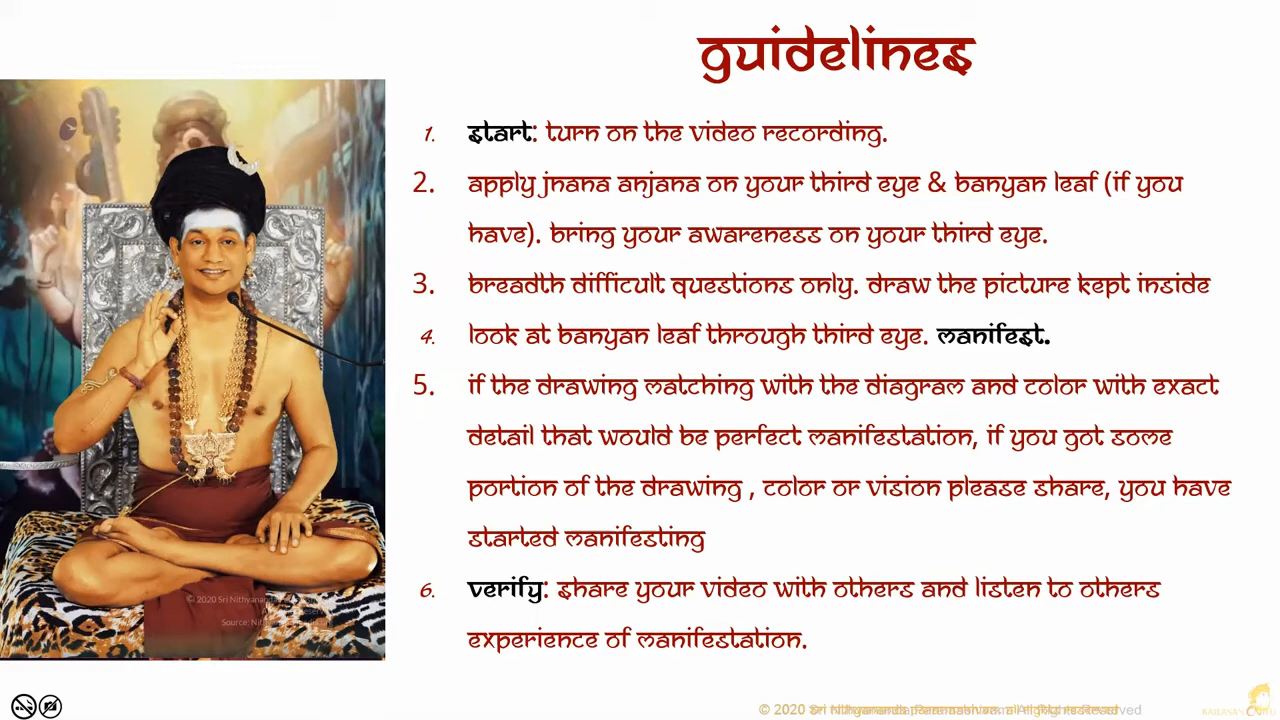 Guidelines
1. start: turn on the video recording.
2. apply jnana anjana on your third eye & banyan leaf (if you
have). bring your awareness on your third eye.
3. breadth difficult questions only. draw the picture kept inside
4. look at banyan leaf through third eye. manifest.
5. if the drawing matching with the diagram and color with exact
detail that would be perfect manifestation, if you got some
portion of the drawing , color or vision please share, you have
started manifesting
6. verify: share your video with others and listen to others
experience of manifestation.
© 2020 Sri Nithyananda
Source:
© 2020